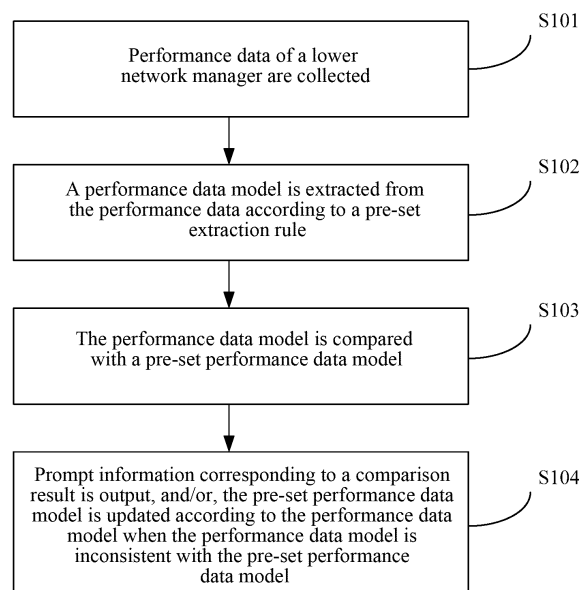 S101
Performance data of a lower
network manager are collected
S102
A performance data model is extracted from
the performance data according to a pre-set
extraction rule
S103
The performance data model is compared
with a pre-set performance data model
S104
Prompt information corresponding to a comparison
result is output, and/or, the pre-set performance data
model is updated according to the performance data
model when the performance data model is
inconsistent with the pre-set performance
data model